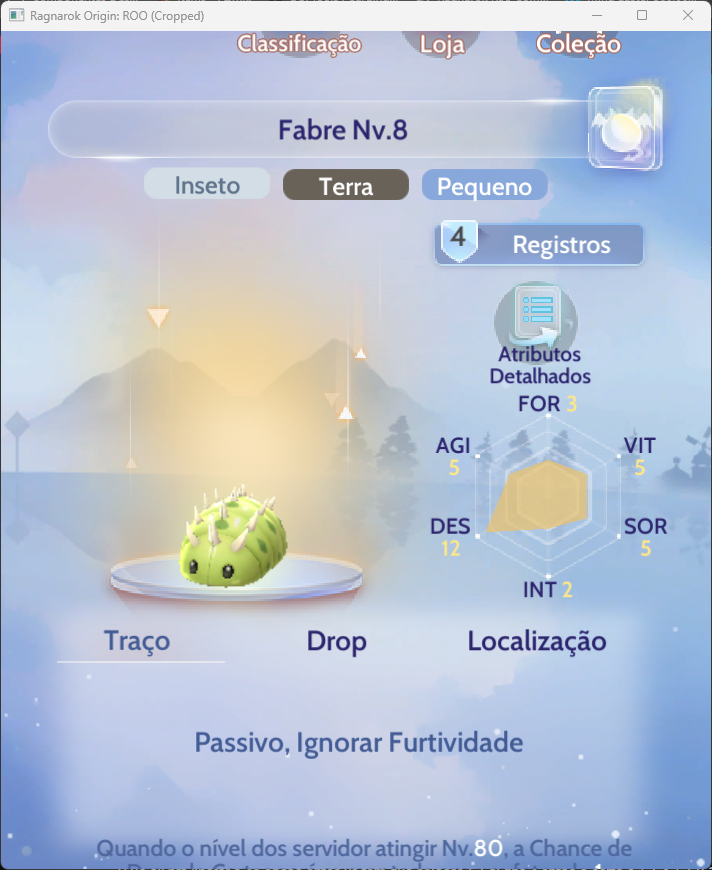 Ragnarok Origin: ROO (Cropped)
Classificação
Loja
Coleção
Fabre Nv.8
Inseto
Terra
Pequeno
4
Registros
Atributos
Detalhados
FOR 3
AGI
5
VIT
5
DES
12
SOR
5
INT 2
Traço
Drop
Localização
Passivo, Ignorar Furtividade
Quando o nível dos servidor atingir Nv.80, a Chance de